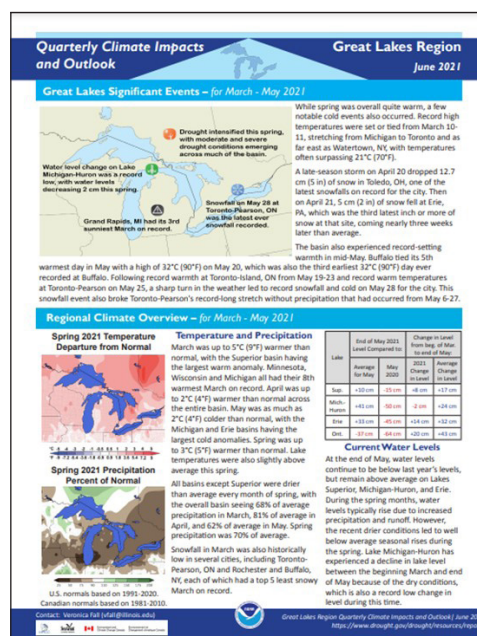 Quarterly Climate Impacts
and Outlook
Great Lakes Region
June 2021
Great Lakes Significant Events – for March - May 2021
Drought intensified this spring,
with moderate and severe
drought conditions emerging
across much of the basin.
Water level change on Lake
Michigan-Huron was a record
low, with water levels
decreasing 2 cm this spring.
Snowfall on May 28 at
Toronto-Pearson, ON
was the latest ever
snowfall recorded.
Grand Rapids, MI had its 3rd
sunniest March on record.
While spring was overall quite warm, a few
notable cold events also occurred. Record high
temperatures were set or tied from March 10-
11, stretching from Michigan to Toronto and as
far east as Watertown, NY, with temperatures
often surpassing 21°C (70°F).
A late-season storm on April 20 dropped 12.7
cm (5 in) of snow in Toledo, OH, one of the
latest snowfalls on record for the city. Then
on April 21, 5 cm (2 in) of snow fell at Erie,
PA, which was the third latest inch or more of
snow at that site, coming nearly three weeks
later than average.
The basin also experienced record-setting
warmth in mid-May. Buffalo tied its 5th
warmest day in May with a high of 32°C (90°F) on May 20, which was also the third earliest 32°C (90°F) day ever
recorded at Buffalo. Following record warmth at Toronto-Island, ON from May 19-23 and record warm temperatures
at Toronto-Pearson on May 25, a sharp turn in the weather led to record snowfall and cold on May 28 for the city. This
snowfall event also broke Toronto-Pearson's record-long stretch without precipitation that had occurred from May 6-27.
Regional Climate Overview – for March - May 2021
Spring 2021 Temperature
Departure from Normal
Spring 2021 Precipitation
Percent of Normal
U.S. normals based on 1991-2020.
Canadian normals based on 1981-2010.
Temperature and Precipitation
March was up to 5°C (9°F) warmer than
normal, with the Superior basin having
the largest warm anomaly. Minnesota,
Wisconsin and Michigan all had their 8th
warmest March on record. April was up
to 2°C (4°F) warmer than normal across
the entire basin. May was as much as
2°C (4°F) colder than normal, with the
Michigan and Erie basins having the
largest cold anomalies. Spring was up
to 3°C (5°F) warmer than normal. Lake
temperatures were also slightly above
average this spring.
All basins except Superior were drier
than average every month of spring, with
the overall basin seeing 68% of average
precipitation in March, 81% of average in
April, and 62% of average in May. Spring
precipitation was 70% of average.
Snowfall in March was also historically
low in several cities, including Toronto-
Pearson, ON and Rochester and Buffalo,
NY, each of which had a top 5 least snowy
March on record.
Lake
End of May 2021
Level Compared to:
Change in Level
from beg. of Mar.
to end of May:
Average
for May
May
2020
2021
Change
in Level
Average
Change
in Level
Sup. +10 cm -15 cm +8 cm +17 cm
Mich.-
Huron +41 cm -50 cm -2 cm +24 cm
Erie +33 cm -45 cm +14 cm +32 cm
Ont. -37 cm -64 cm +20 cm +43 cm
Current Water Levels
At the end of May, water levels
continue to be below last year's levels,
but remain above average on Lakes
Superior, Michigan-Huron, and Erie.
During the spring months, water
levels typically rise due to increased
precipitation and runoff. However,
the recent drier conditions led to well
below average seasonal rises during
the spring. Lake Michigan-Huron has
experienced a decline in lake level
between the beginning March and end
of May because of the dry conditions,
which is also a record low change in
level during this time.
Contact: Veronica Fall (vfall@illinois.edu)
Great Lakes Region Quarterly Climate Impacts and Outlook| June 20
https://www.drought.gov/drought/resources/repo